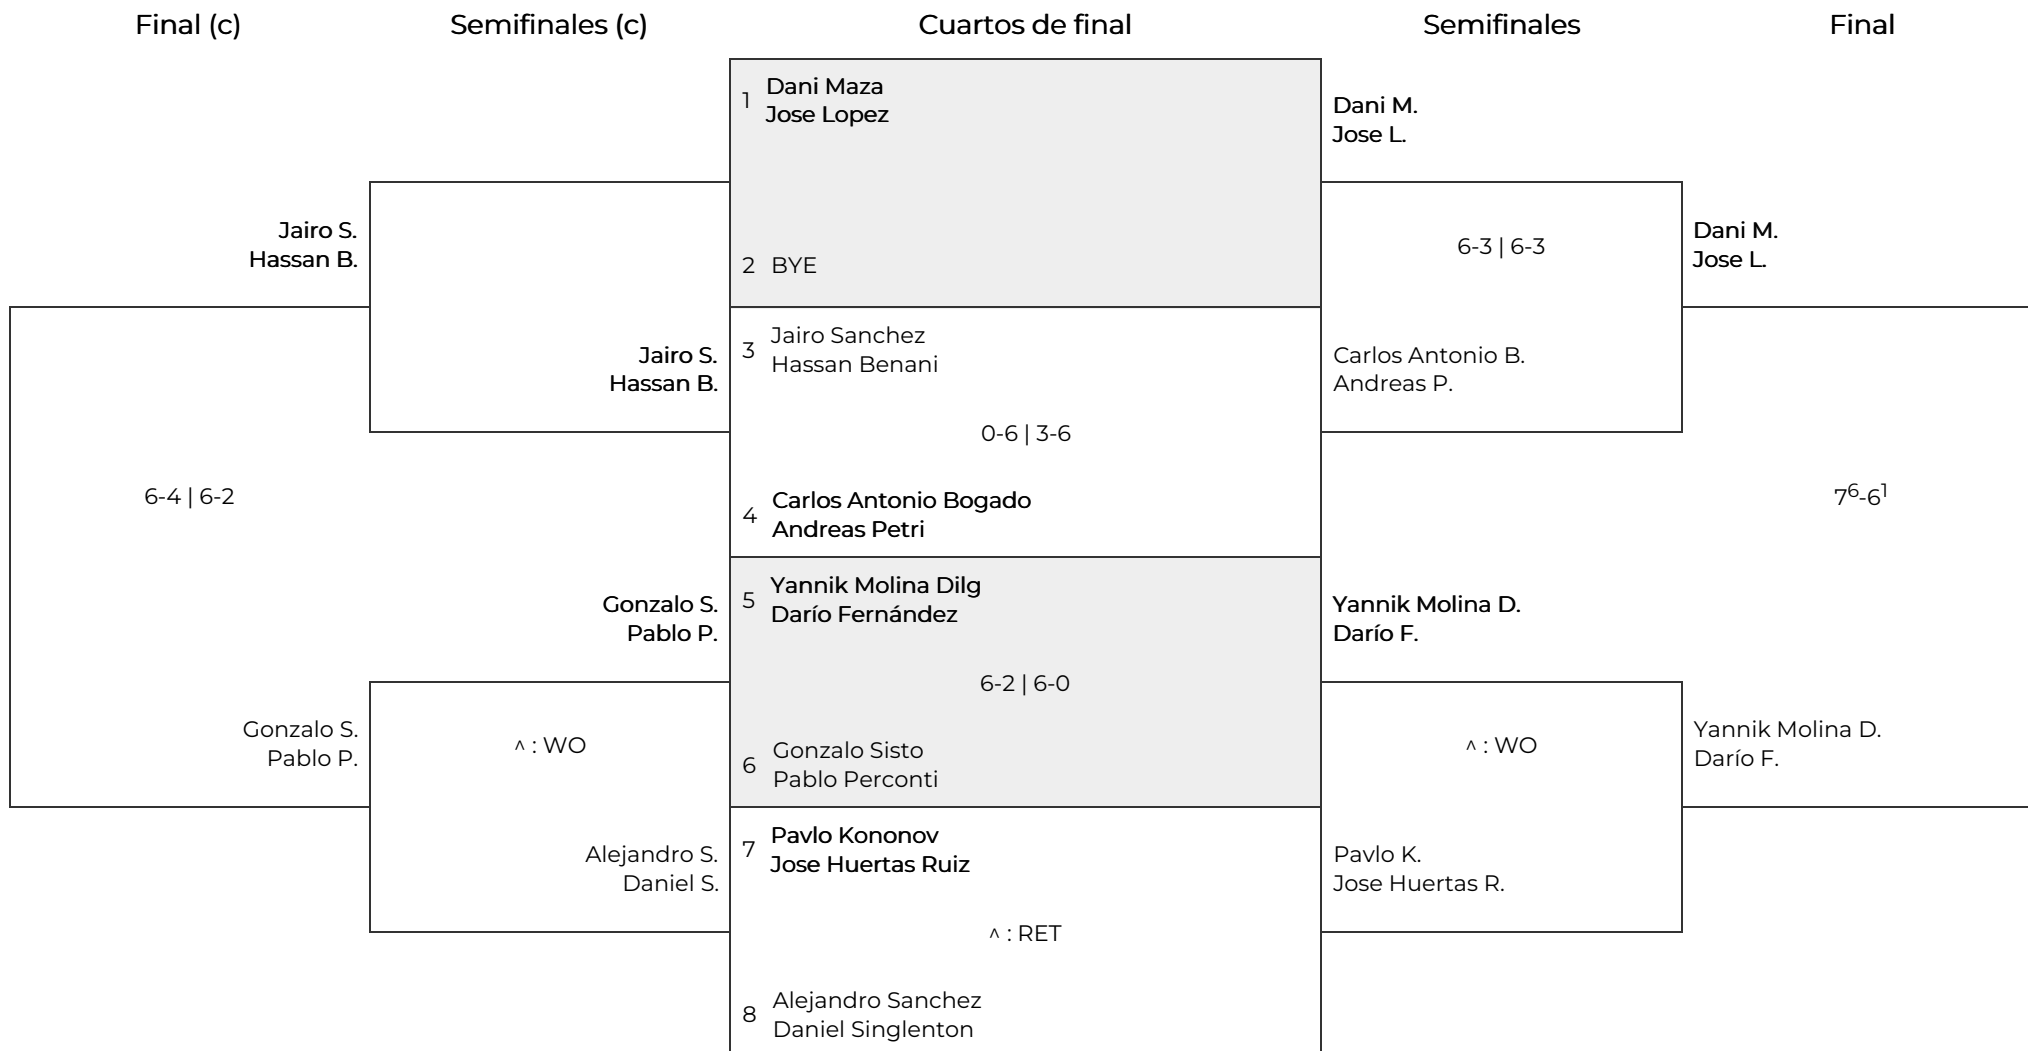 Final (c)
Semifinales (c)
Cuartos de final
Semifinales
Final
Jairo S.
Hassan B.
6-4 | 6-2
Gonzalo S.
Pablo P.
Jairo S.
Hassan B.
Gonzalo S.
Pablo P.
^ : WO
Alejandro S.
Daniel S.
1
Dani Maza
Jose Lopez
2 BYE
3
Jairo Sanchez
Hassan Benani
0-6 | 3-6
4
Carlos Antonio Bogado
Andreas Petri
5
Yannik Molina Dilg
Darío Fernández
6-2 | 6-0
6
Gonzalo Sisto
Pablo Perconti
7
Pavlo Kononov
Jose Huertas Ruiz
^ : RET
8
Alejandro Sanchez
Daniel Singlenton
Dani M.
Jose L.
6-3 | 6-3
Carlos Antonio B.
Andreas P.
Yannik Molina D.
Darío F.
^ : WO
Pavlo K.
Jose Huertas R.
Dani M.
Jose L.
7⁶-6¹
Yannik Molina D.
Darío F.